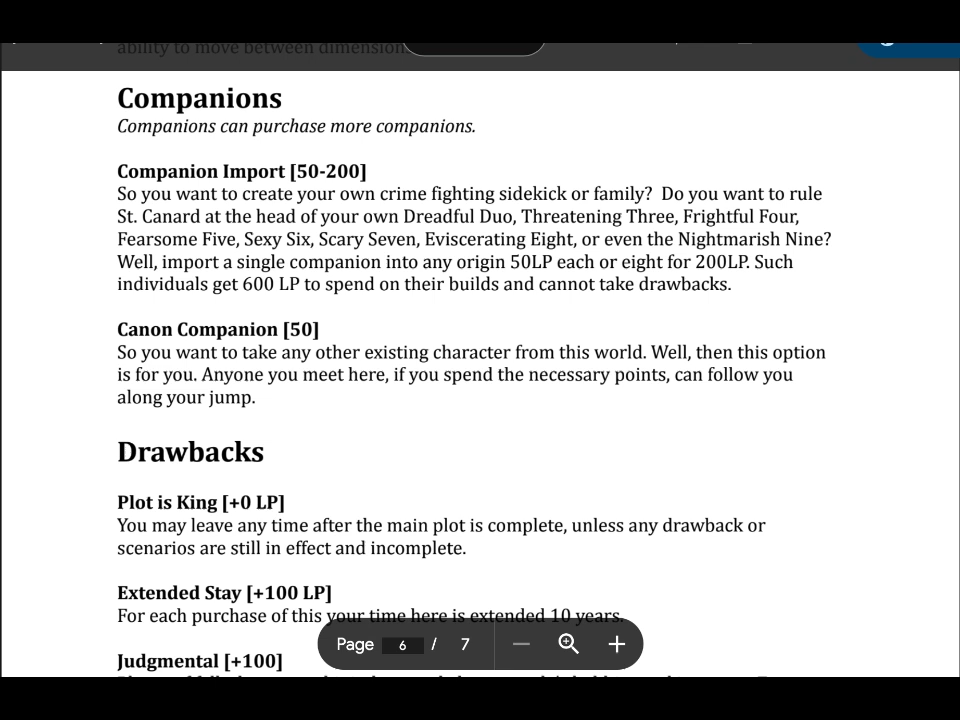 ability to move between dimension
Companions
Companions can purchase more companions.
Companion Import [50-200]
So you want to create your own crime fighting sidekick or family?  Do you want to rule
St. Canard at the head of your own Dreadful Duo, Threatening Three, Frightful Four,
Fearsome Five, Sexy Six, Scary Seven, Eviscerating Eight, or even the Nightmarish Nine?
Well, import a single companion into any origin 50LP each or eight for 200LP. Such
individuals get 600 LP to spend on their builds and cannot take drawbacks.
Canon Companion [50]
So you want to take any other existing character from this world. Well, then this option
is for you. Anyone you meet here, if you spend the necessary points, can follow you
along your jump.
Drawbacks
Plot is King [+0 LP]
You may leave any time after the main plot is complete, unless any drawback or
scenarios are still in effect and incomplete.
Extended Stay [+100 LP]
For each purchase of this your time here is extended 10 years.
Page 6 / 7
Judgmental [+100]